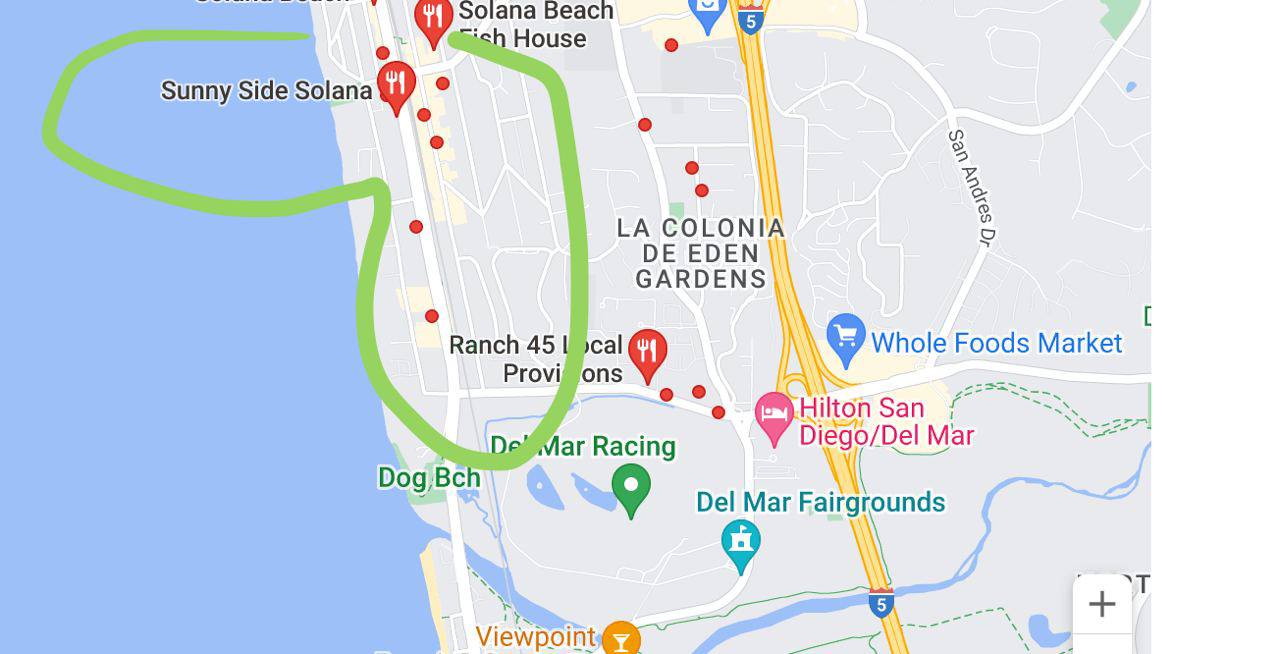 Solana Beach
Solana Beach
Fish House
5
Sunny Side Solana
San Andres Dr
LA COLONIA
DE EDEN
GARDENS
Whole Foods Market
Ranch 45 Local
Provisions
Hilton San
Diego/Del Mar
Del Mar Racing
Dog Bch
Del Mar Fairgrounds
5
Viewpoint